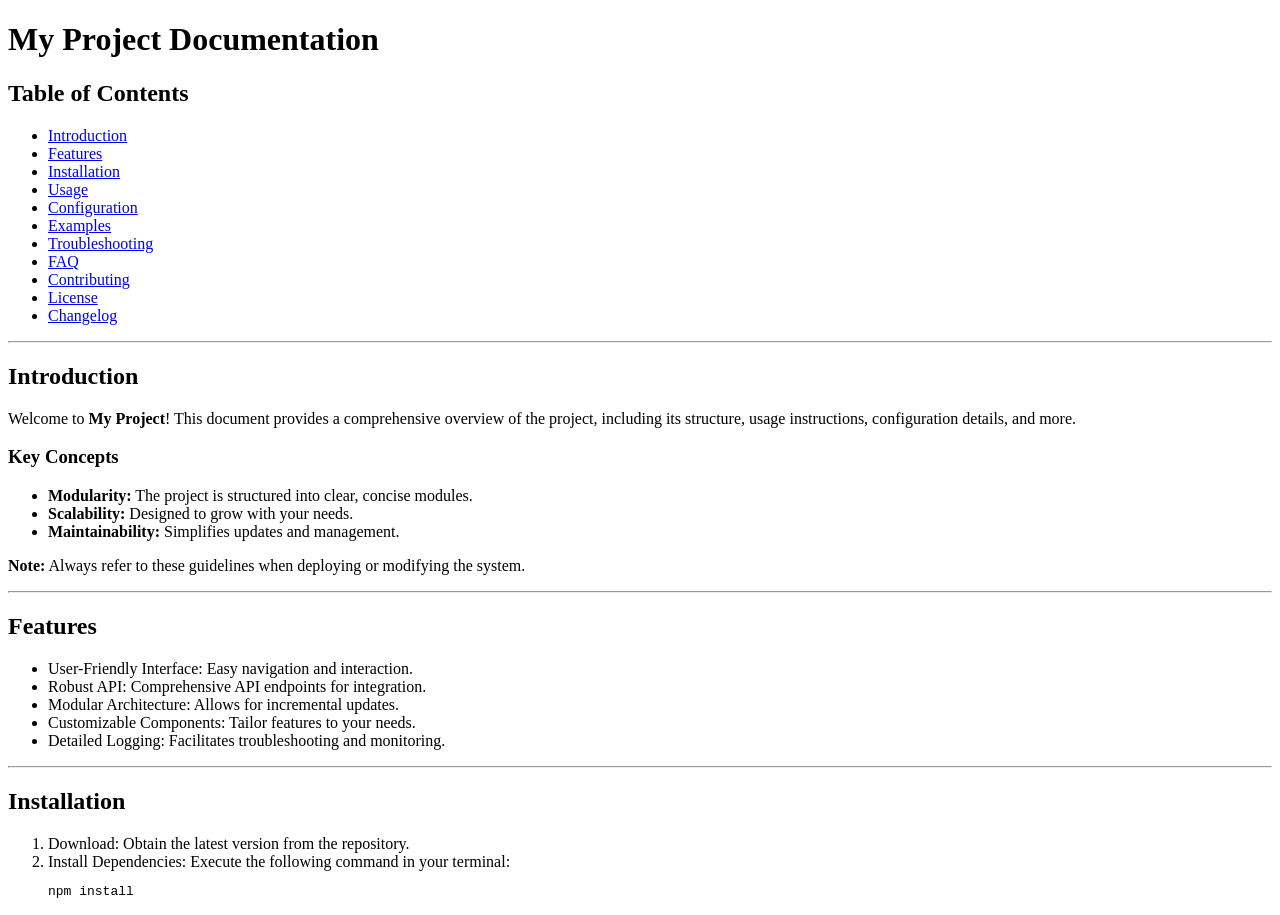 My Project Documentation
Table of Contents
Introduction
Features
Installation
Usage
Configuration
Examples
Troubleshooting
FAQ
Contributing
License
Changelog
Introduction
Welcome to My Project! This document provides a comprehensive overview of the project, including its structure, usage instructions, configuration details, and more.
Key Concepts
Modularity: The project is structured into clear, concise modules.
Scalability: Designed to grow with your needs.
Maintainability: Simplifies updates and management.
Note: Always refer to these guidelines when deploying or modifying the system.
Features
User-Friendly Interface: Easy navigation and interaction.
Robust API: Comprehensive API endpoints for integration.
Modular Architecture: Allows for incremental updates.
Customizable Components: Tailor features to your needs.
Detailed Logging: Facilitates troubleshooting and monitoring.
Installation
1. Download: Obtain the latest version from the repository.
2. Install Dependencies: Execute the following command in your terminal:
npm install